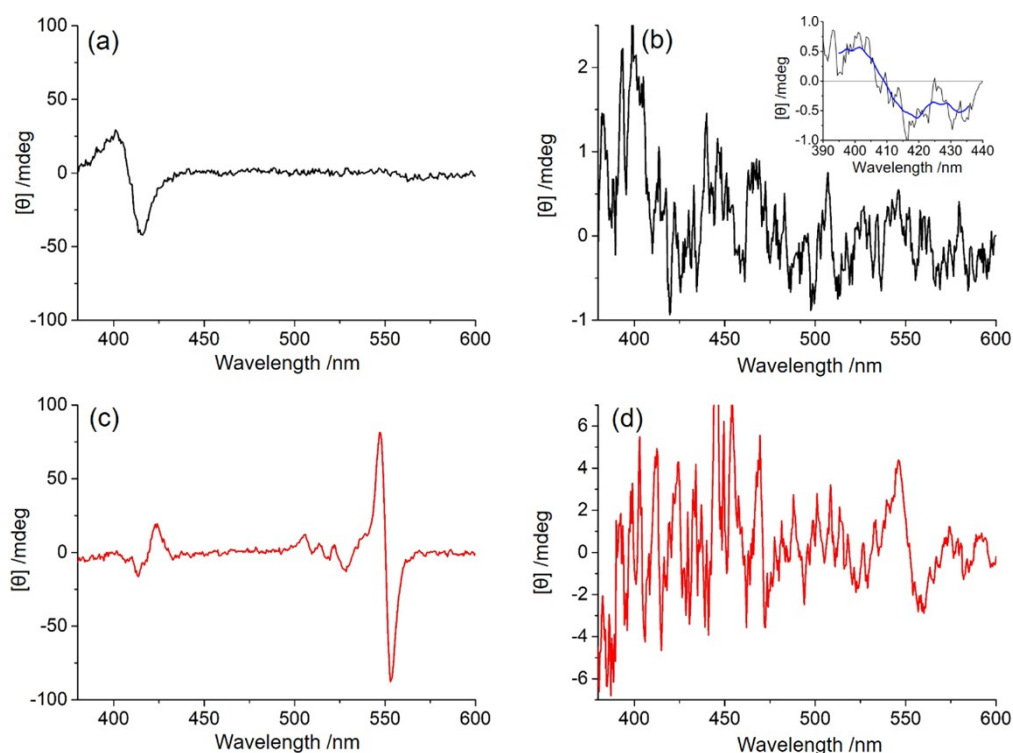 (a)
100
50
0
-50
-100
[θ] /mdeg
400 450 500 550 600
Wavelength /nm
(b)
2
1
0
-1
[θ] /mdeg
400 450 500 550 600
Wavelength /nm
1.0
0.5
0.0
-0.5
-1.0
[θ] /mdeg
390 400 410 420 430 440
Wavelength /nm
(c)
100
50
0
-50
-100
[θ] /mdeg
400 450 500 550 600
Wavelength /nm
(d)
6
4
2
0
-2
-4
-6
[θ] /mdeg
400 450 500 550 600
Wavelength /nm